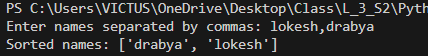 PS C:\Users\VICTUS\OneDrive\Desktop\Class\L_3_S2\Pyth
Enter names separated by commas: lokesh,drabya
Sorted names: ['drabya', 'lokesh']